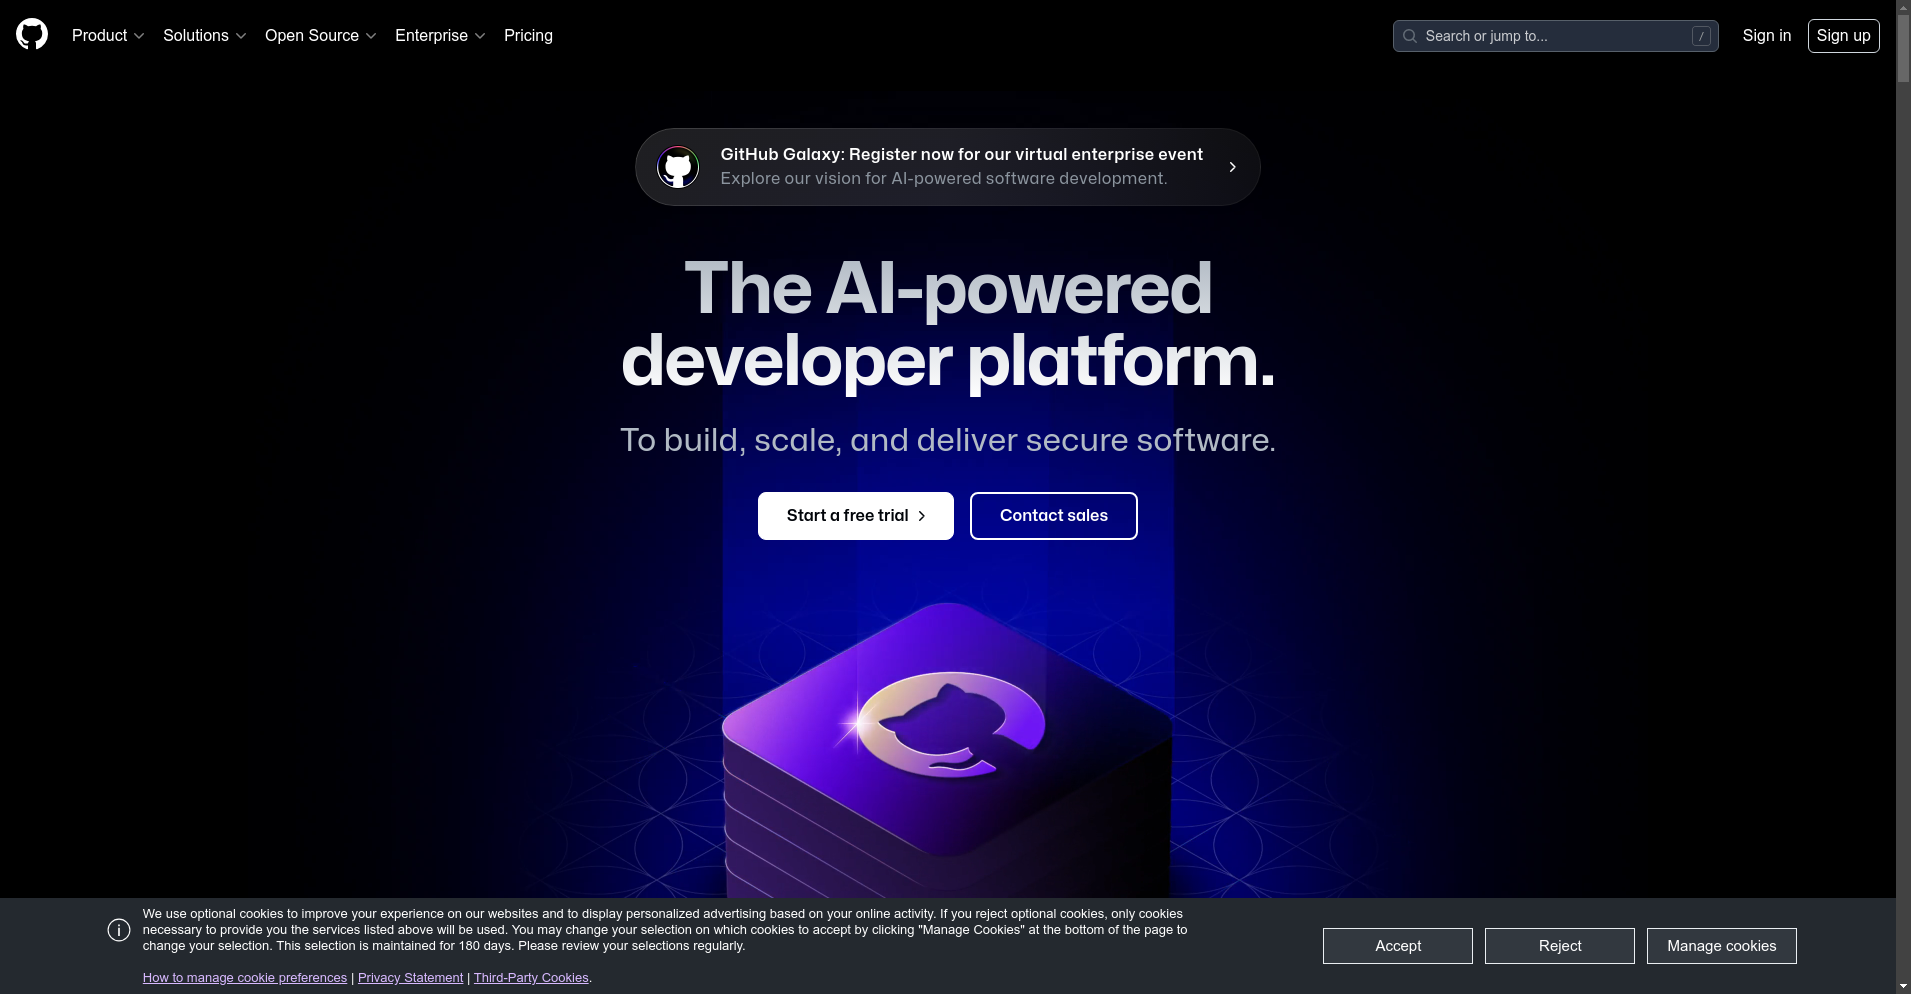 Product
Solutions
Open Source
Enterprise
Pricing
Search or jump to...
/
Sign in
Sign up
GitHub Galaxy: Register now for our virtual enterprise event
Explore our vision for AI-powered software development.
The AI-powered
developer platform.
To build, scale, and deliver secure software.
Start a free trial
Contact sales
We use optional cookies to improve your experience on our websites and to display personalized advertising based on your online activity. If you reject optional cookies, only cookies
necessary to provide you the services listed above will be used. You may change your selection on which cookies to accept by clicking "Manage Cookies" at the bottom of the page to
change your selection. This selection is maintained for 180 days. Please review your selections regularly.
How to manage cookie preferences | Privacy Statement | Third-Party Cookies.
Accept
Reject
Manage cookies